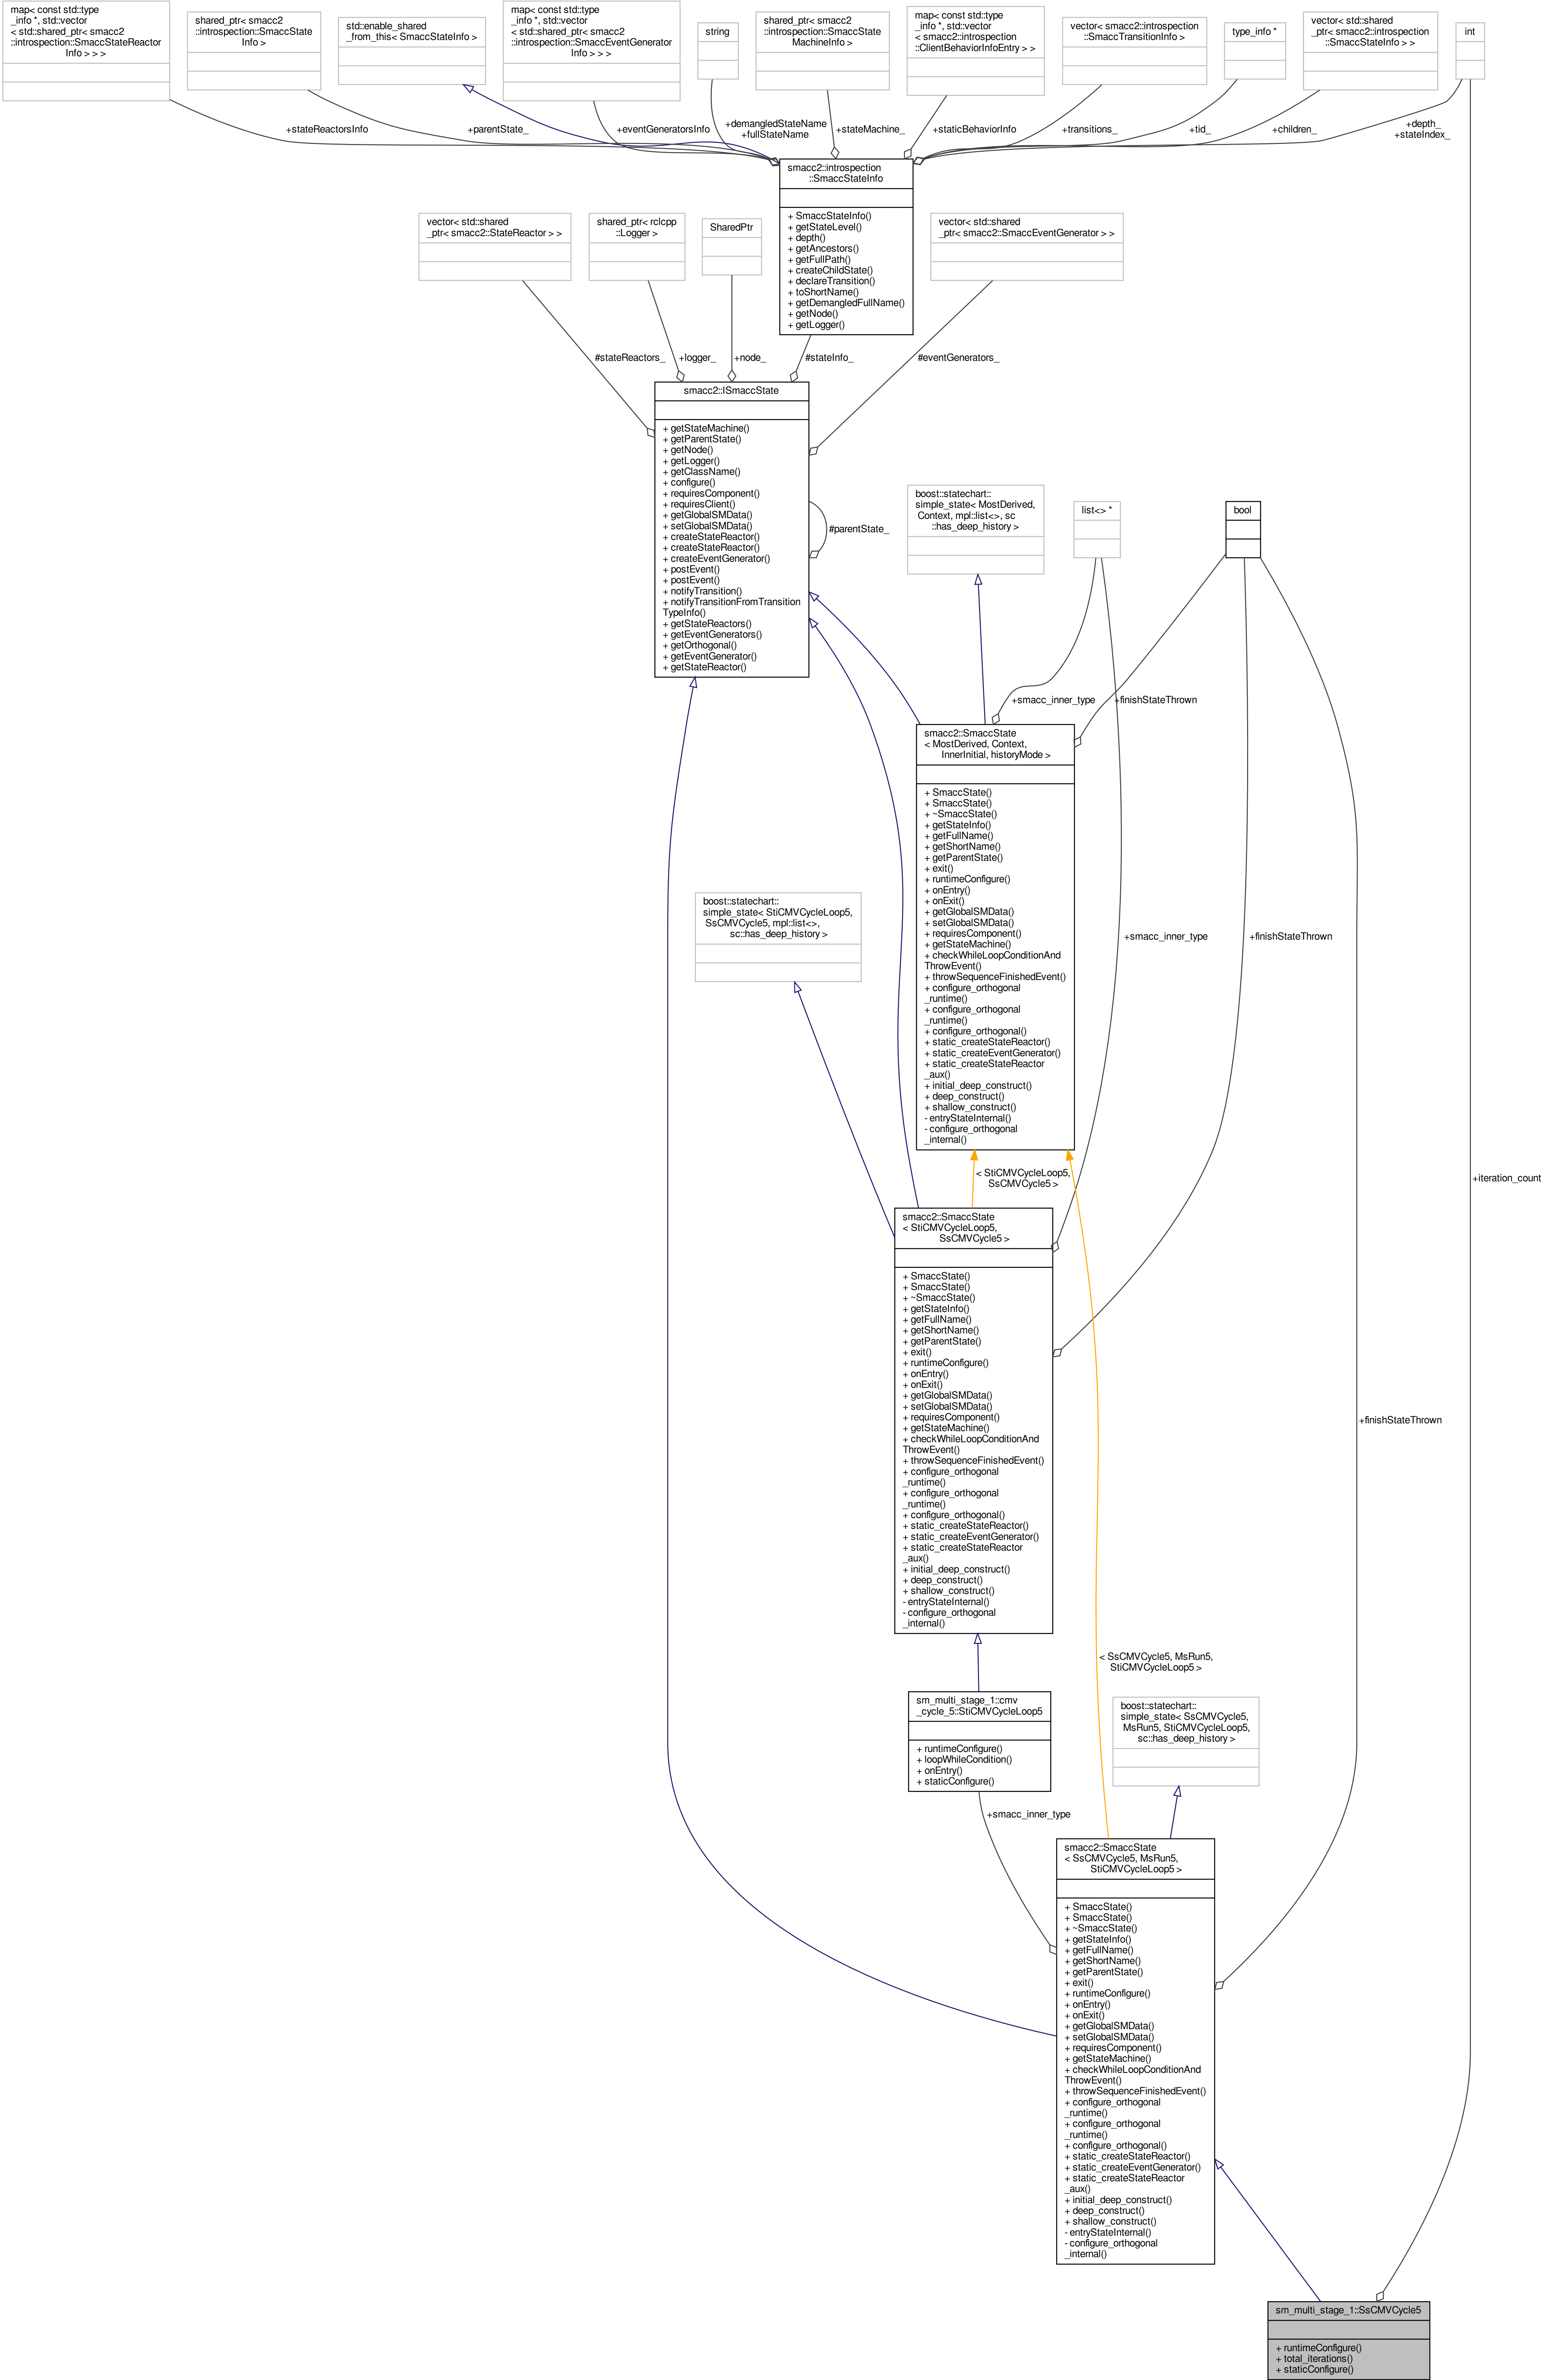 map< const std::type
_info *, std::vector
< std::shared_ptr< smacc2
::introspection::SmaccStateReactor
Info > > >
shared_ptr< smacc2
::introspection::SmaccState
Info >
std::enable_shared
_from_this< SmaccStateInfo >
map< const std::type
_info *, std::vector
< std::shared_ptr< smacc2
::introspection::SmaccEventGenerator
Info > > >
string
shared_ptr< smacc2
::introspection::SmaccState
MachineInfo >
map< const std::type
_info *, std::vector
< smacc2::introspection
::ClientBehaviorInfoEntry > >
vector< smacc2::introspection
::SmaccTransitionInfo >
type_info *
vector< std::shared
_ptr< smacc2::introspection
::SmaccStateInfo > >
int
+stateReactorsInfo
+parentState_
+eventGeneratorsInfo
+demangledStateName
+fullStateName
+stateMachine_
+staticBehaviorInfo
+transitions_
+tid_
+children_
+depth_
+stateIndex_
smacc2::introspection
::SmaccStateInfo
+ SmaccStateInfo()
+ getStateLevel()
+ depth()
+ getAncestors()
+ getFullPath()
+ createChildState()
+ declareTransition()
+ toShortName()
+ getDemangledFullName()
+ getNode()
+ getLogger()
vector< std::shared
_ptr< smacc2::StateReactor > >
shared_ptr< rclcpp
::Logger >
SharedPtr
vector< std::shared
_ptr< smacc2::SmaccEventGenerator > >
#stateReactors_
+logger_
+node_
#stateInfo_
#eventGenerators_
smacc2::ISmaccState
+ getStateMachine()
+ getParentState()
+ getNode()
+ getLogger()
+ getClassName()
+ configure()
+ requiresComponent()
+ requiresClient()
+ getGlobalSMData()
+ setGlobalSMData()
+ createStateReactor()
+ createStateReactor()
+ createEventGenerator()
+ postEvent()
+ postEvent()
+ notifyTransition()
+ notifyTransitionFromTransition
TypeInfo()
+ getStateReactors()
+ getEventGenerators()
+ getOrthogonal()
+ getEventGenerator()
+ getStateReactor()
#parentState_
boost::statechart::
simple_state< MostDerived,
Context, mpl::list<>, sc
::has_deep_history >
list<> *
bool
+smacc_inner_type
+finishStateThrown
smacc2::SmaccState
< MostDerived, Context,
InnerInitial, historyMode >
+ SmaccState()
+ SmaccState()
+ ~SmaccState()
+ getStateInfo()
+ getFullName()
+ getShortName()
+ getParentState()
+ exit()
+ runtimeConfigure()
+ onEntry()
+ onExit()
+ getGlobalSMData()
+ setGlobalSMData()
+ requiresComponent()
+ getStateMachine()
+ checkWhileLoopConditionAnd
ThrowEvent()
+ throwSequenceFinishedEvent()
+ configure_orthogonal
_runtime()
+ configure_orthogonal
_runtime()
+ configure_orthogonal()
+ static_createStateReactor()
+ static_createEventGenerator()
+ static_createStateReactor
_aux()
+ initial_deep_construct()
+ deep_construct()
+ shallow_construct()
- entryStateInternal()
- configure_orthogonal
_internal()
boost::statechart::
simple_state< StiCMVCycleLoop5,
SsCMVCycle5, mpl::list<>,
sc::has_deep_history >
+smacc_inner_type
+finishStateThrown
< StiCMVCycleLoop5,
SsCMVCycle5 >
+iteration_count
smacc2::SmaccState
< StiCMVCycleLoop5,
SsCMVCycle5 >
+ SmaccState()
+ SmaccState()
+ ~SmaccState()
+ getStateInfo()
+ getFullName()
+ getShortName()
+ getParentState()
+ exit()
+ runtimeConfigure()
+ onEntry()
+ onExit()
+ getGlobalSMData()
+ setGlobalSMData()
+ requiresComponent()
+ getStateMachine()
+ checkWhileLoopConditionAnd
ThrowEvent()
+ throwSequenceFinishedEvent()
+ configure_orthogonal
_runtime()
+ configure_orthogonal
_runtime()
+ configure_orthogonal()
+ static_createStateReactor()
+ static_createEventGenerator()
+ static_createStateReactor
_aux()
+ initial_deep_construct()
+ deep_construct()
+ shallow_construct()
- entryStateInternal()
- configure_orthogonal
_internal()
+finishStateThrown
< SsCMVCycle5, MsRun5,
StiCMVCycleLoop5 >
sm_multi_stage_1::cmv
_cycle_5::StiCMVCycleLoop5
+ runtimeConfigure()
+ loopWhileCondition()
+ onEntry()
+ staticConfigure()
boost::statechart::
simple_state< SsCMVCycle5,
MsRun5, StiCMVCycleLoop5,
sc::has_deep_history >
+smacc_inner_type
smacc2::SmaccState
< SsCMVCycle5, MsRun5,
StiCMVCycleLoop5 >
+ SmaccState()
+ SmaccState()
+ ~SmaccState()
+ getStateInfo()
+ getFullName()
+ getShortName()
+ getParentState()
+ exit()
+ runtimeConfigure()
+ onEntry()
+ onExit()
+ getGlobalSMData()
+ setGlobalSMData()
+ requiresComponent()
+ getStateMachine()
+ checkWhileLoopConditionAnd
ThrowEvent()
+ throwSequenceFinishedEvent()
+ configure_orthogonal
_runtime()
+ configure_orthogonal
_runtime()
+ configure_orthogonal()
+ static_createStateReactor()
+ static_createEventGenerator()
+ static_createStateReactor
_aux()
+ initial_deep_construct()
+ deep_construct()
+ shallow_construct()
- entryStateInternal()
- configure_orthogonal
_internal()
sm_multi_stage_1::SsCMVCycle5
+ runtimeConfigure()
+ total_iterations()
+ staticConfigure()